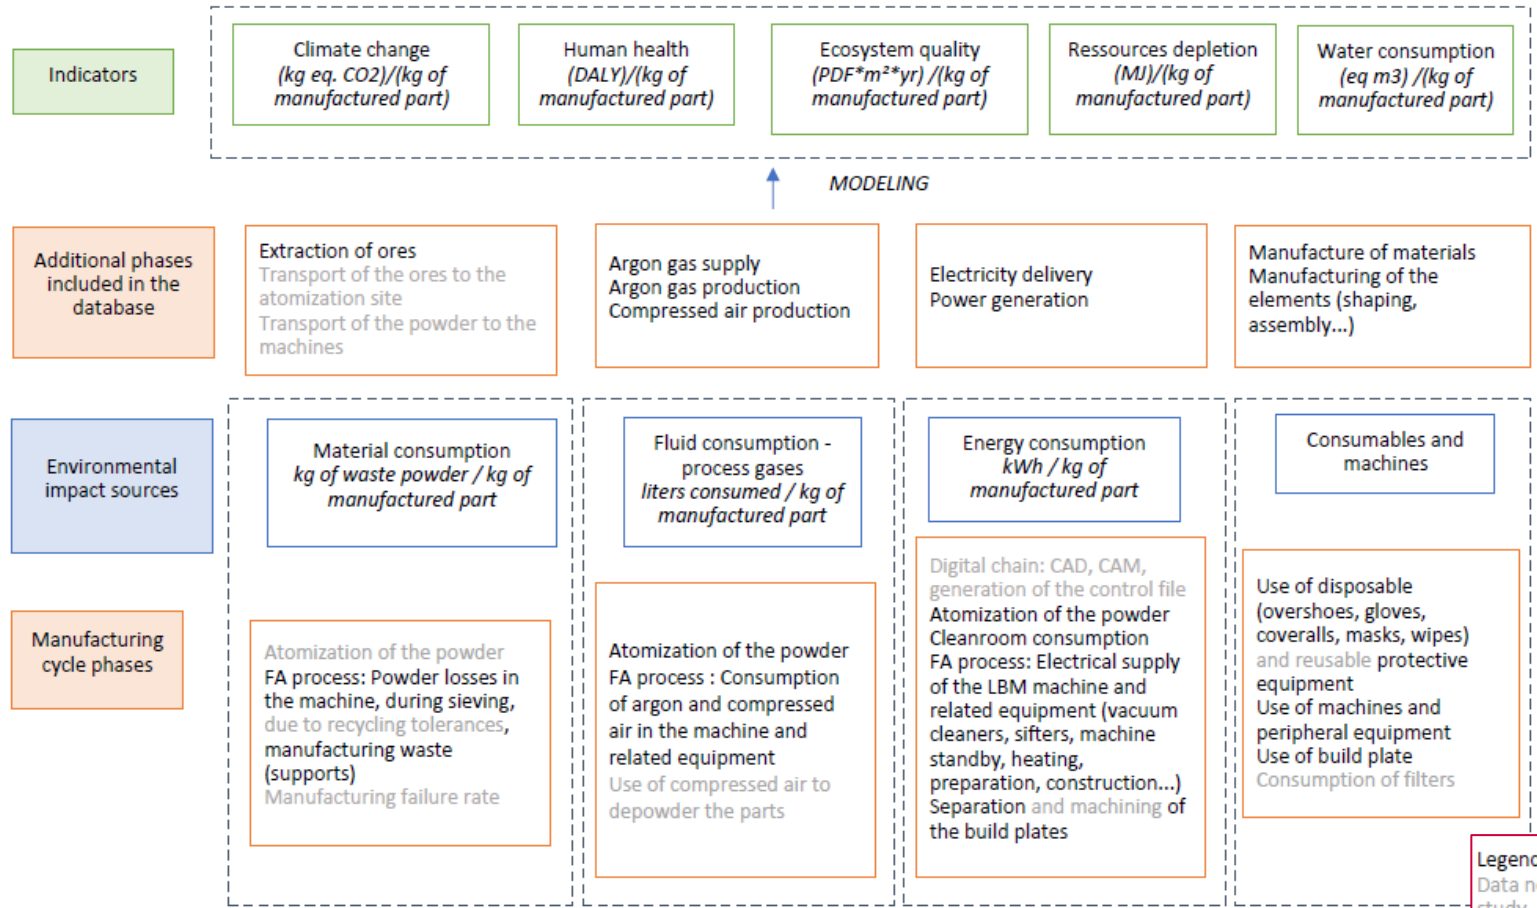 Indicators
Climate change
(kg eq. CO2)/(kg of
manufactured part)
Human health
(DALY)/(kg of
manufactured part)
Ecosystem quality
(PDF*m²*yr) /(kg of
manufactured part)
Ressources depletion
(MJ)/(kg of
manufactured part)
Water consumption
(eq m3) /(kg of
manufactured part)
MODELING
Additional phases
included in the
database
Extraction of ores
Transport of the ores to the
atomization site
Transport of the powder to the
machines
Argon gas supply
Argon gas production
Compressed air production
Electricity delivery
Power generation
Manufacture of materials
Manufacturing of the
elements (shaping,
assembly...)
Environmental
impact sources
Material consumption
kg of waste powder / kg of
manufactured part
Fluid consumption -
process gases
liters consumed / kg of
manufactured part
Energy consumption
kWh / kg of
manufactured part
Consumables and
machines
Manufacturing
cycle phases
Atomization of the powder
FA process: Powder losses in
the machine, during sieving,
due to recycling tolerances,
manufacturing waste
(supports)
Manufacturing failure rate
Atomization of the powder
FA process : Consumption
of argon and compressed
air in the machine and
related equipment
Use of compressed air to
depowder the parts
Digital chain: CAD, CAM,
generation of the control file
Atomization of the powder
Cleanroom consumption
FA process: Electrical supply
of the LBM machine and
related equipment (vacuum
cleaners, sifters, machine
standby, heating,
preparation, construction...)
Separation and machining of
the build plates
Use of disposable
(overshoes, gloves,
coveralls, masks, wipes)
and reusable protective
equipment
Use of machines and
peripheral equipment
Use of build plate
Consumption of filters
Data
study